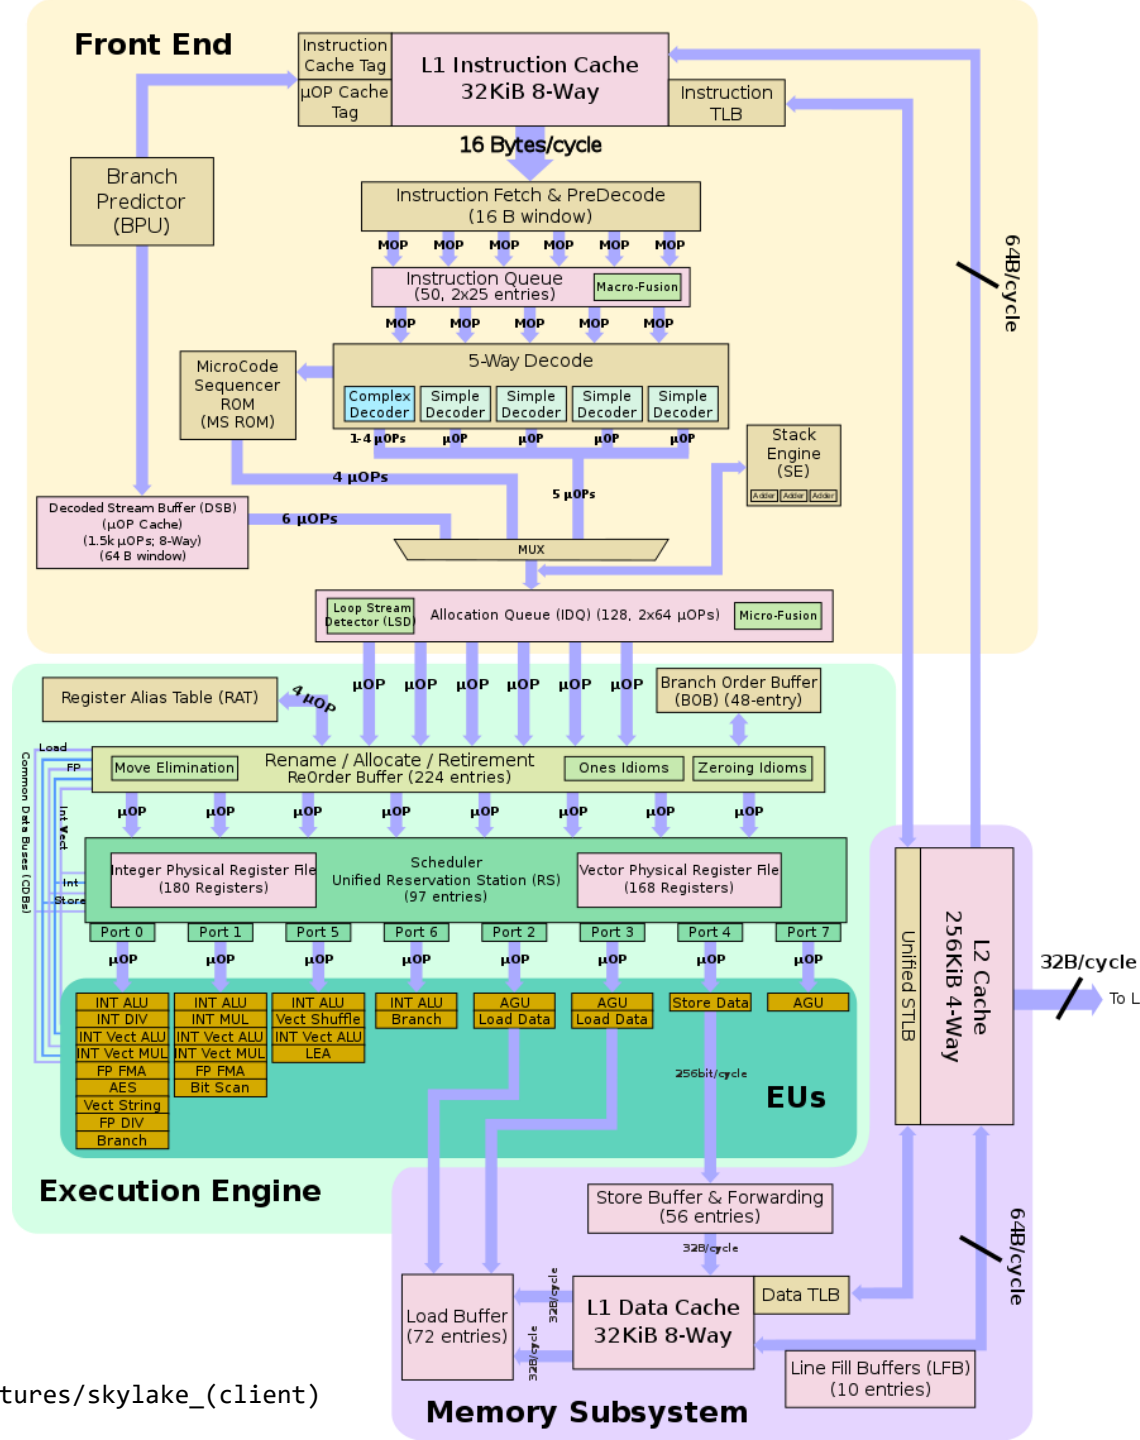 Front End
Instruction
Cache Tag
µOP Cache
Tag
L1 Instruction Cache
32KiB 8-Way
Instruction
TLB
16 Bytes/cycle
Branch
Predictor
(BPU)
Instruction Fetch & PreDecode
(16 B window)
MOP MOP MOP MOP MOP MOP
Instruction Queue
(50, 2x25 entries)
Macro-Fusion
64B/cycle
MOP MOP MOP MOP MOP
5-Way Decode
MicroCode
Sequencer
ROM
(MS ROM)
Complex
Decoder
Simple
Decoder
Simple
Decoder
Simple
Decoder
Simple
Decoder
1-4 µOPs µOP µOP µOP µOP
Stack
Engine
(SE)
Adder Adder Adder
4 µOPs
5 µOPs
Decoded Stream Buffer (DSB)
(µOP Cache)
(1.5k µOPs; 8-Way)
(64 B window)
6 µOPs
MUX
Loop Stream
Detector (LSD)
Allocation Queue (IDQ) (128, 2x64 µOPs)
Micro-Fusion
Register Alias Table (RAT)
4 µOP
µOP µOP µOP µOP µOP µOP
Branch Order Buffer
(BOB) (48-entry)
Load
FP
Common Data Buses (CDBs)
Int Vect
Int
Store
Move Elimination
Rename / Allocate / Retirement
ReOrder Buffer (224 entries)
Ones Idioms
Zeroing Idioms
µOP µOP µOP µOP µOP µOP µOP µOP
Integer Physical Register File
(180 Registers)
Scheduler
Unified Reservation Station (RS)
(97 entries)
Vector Physical Register File
(168 Registers)
Port 0 Port 1 Port 5 Port 6 Port 2 Port 3 Port 4 Port 7
µOP µOP µOP µOP µOP µOP µOP µOP
INT ALU
INT DIV
INT Vect ALU
INT Vect MUL
FP FMA
AES
Vect String
FP DIV
Branch
INT ALU
INT MUL
INT Vect ALU
INT Vect MUL
FP FMA
Bit Scan
INT ALU
Vect Shuffle
INT Vect ALU
LEA
INT ALU
Branch
AGU
Load Data
AGU
Load Data
Store Data
AGU
256bit/cycle
EUs
Execution Engine
Unified STLB
L2 Cache
256KiB 4-Way
32B/cycle
To L
Store Buffer & Forwarding
(56 entries)
32B/cycle
64B/cycle
Load Buffer
(72 entries)
32B/cycle
32B/cycle
L1 Data Cache
32KiB 8-Way
Data TLB
Line Fill Buffers (LFB)
(10 entries)
Memory Subsystem
tures/skylake_(client)